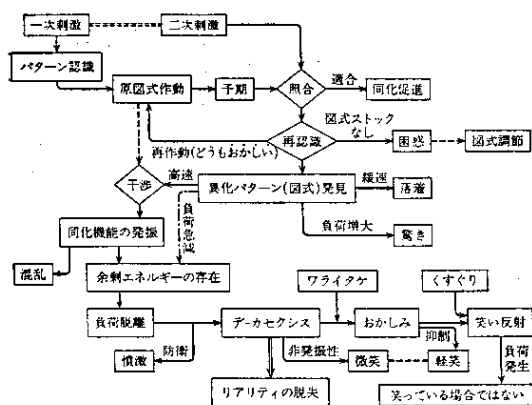 一次刺激
二次刺激
パターン認識
原図式作動
予期
照合
適合
同化促進
再認識
図式ストック
なし
困惑
図式調節
再作動(どうもおかしい)
干渉
高速
異化パターン(図式)発見
緩速
落着
負荷急減
負荷増大
驚き
同化機能の発振
混乱
余剰エネルギーの存在
ワライタケ
くすぐり
負荷脱離
デカセクシス
おかしみ
笑い反射
防衛
憤激
非発振性
微笑
抑制
軽笑
負荷
発生
リアリティの脱失
笑っている場合ではない